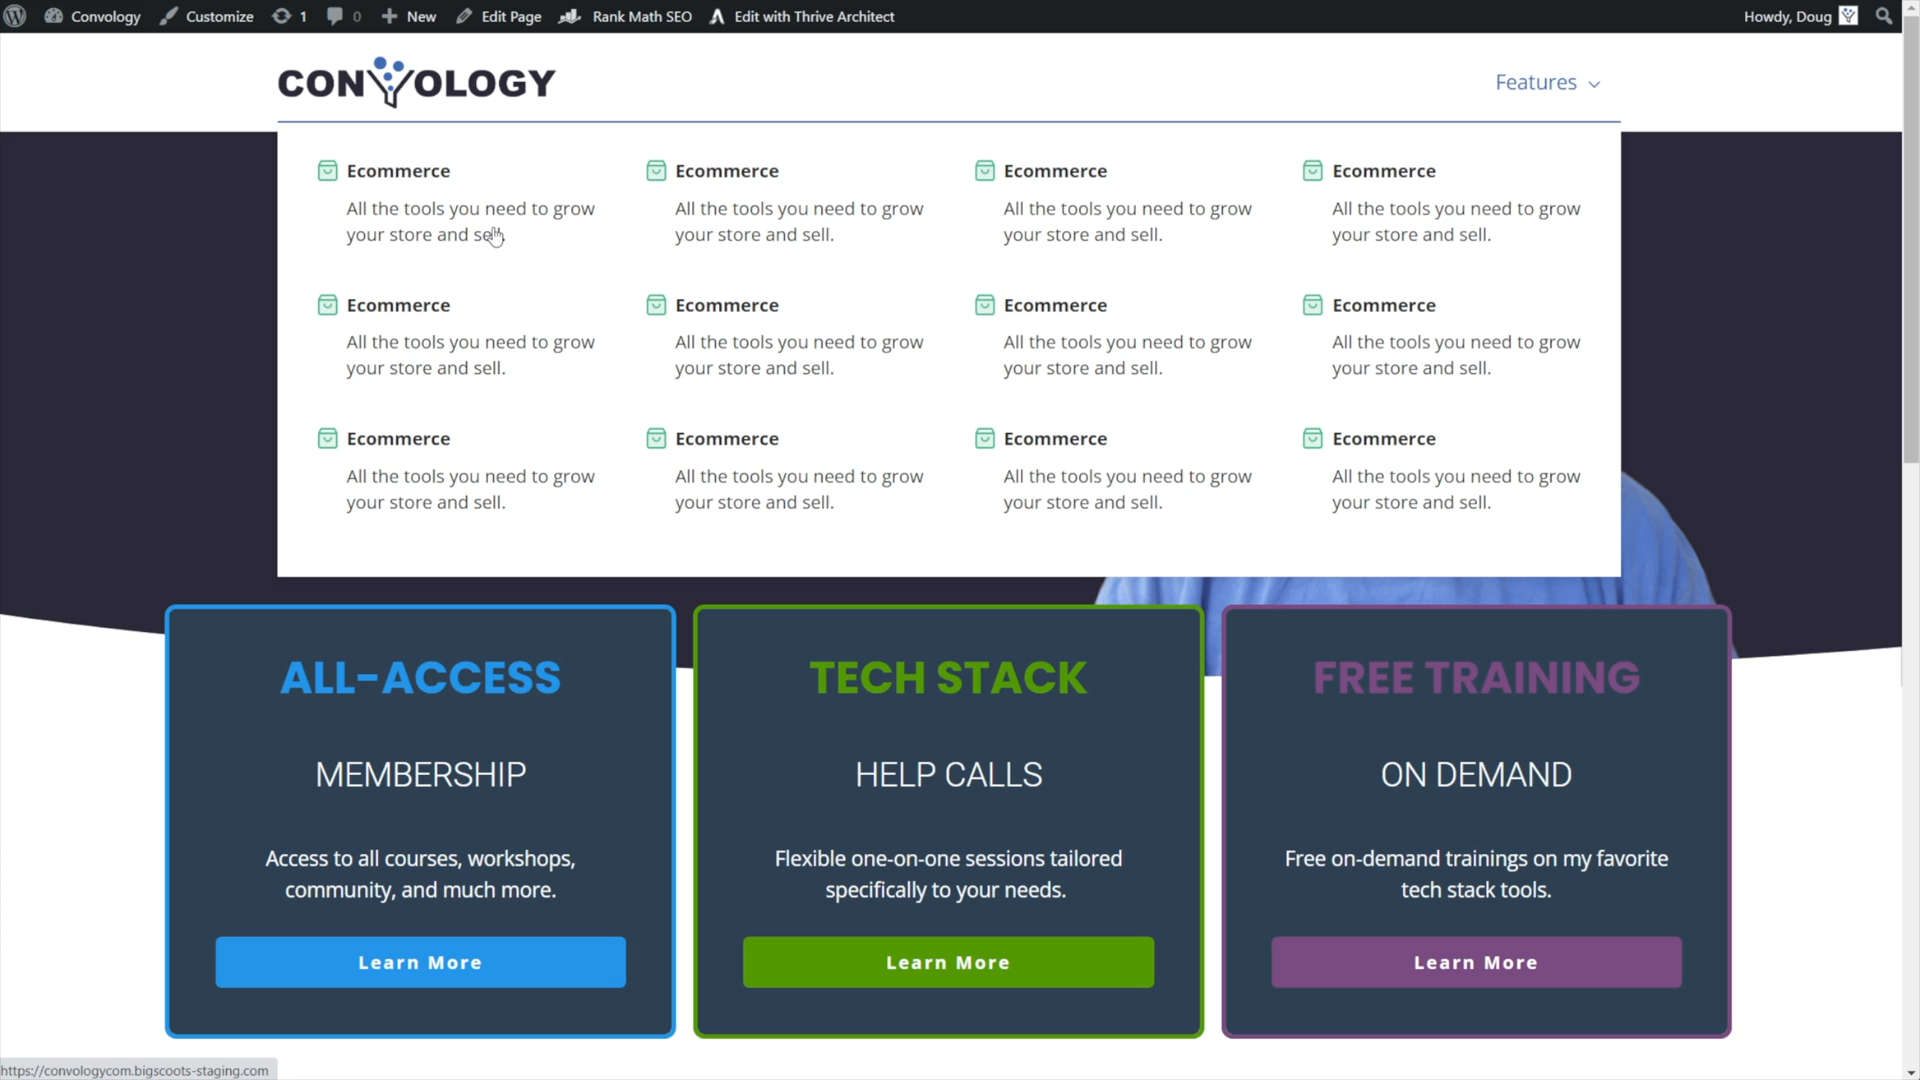 Convology Customize 1 0 New Edit Page Rank Math SEO Edit with Thrive Architect Howdy, Doug
CONVOLOGY
Features
Ecommerce Ecommerce Ecommerce Ecommerce
All the tools you need to grow All the tools you need to grow All the tools you need to grow All the tools you need to grow
your store and sell. your store and sell. your store and sell. your store and sell.
Ecommerce Ecommerce Ecommerce Ecommerce
All the tools you need to grow All the tools you need to grow All the tools you need to grow All the tools you need to grow
your store and sell. your store and sell. your store and sell. your store and sell.
Ecommerce Ecommerce Ecommerce Ecommerce
All the tools you need to grow All the tools you need to grow All the tools you need to grow All the tools you need to grow
your store and sell. your store and sell. your store and sell. your store and sell.
ALL-ACCESS
MEMBERSHIP
Access to all courses, workshops,
community, and much more.
Learn More
TECH STACK
HELP CALLS
Flexible one-on-one sessions tailored
specifically to your needs.
Learn More
FREE TRAINING
ON DEMAND
Free on-demand trainings on my favorite
tech stack tools.
Learn More
https://convologycom.bigscoots-staging.com